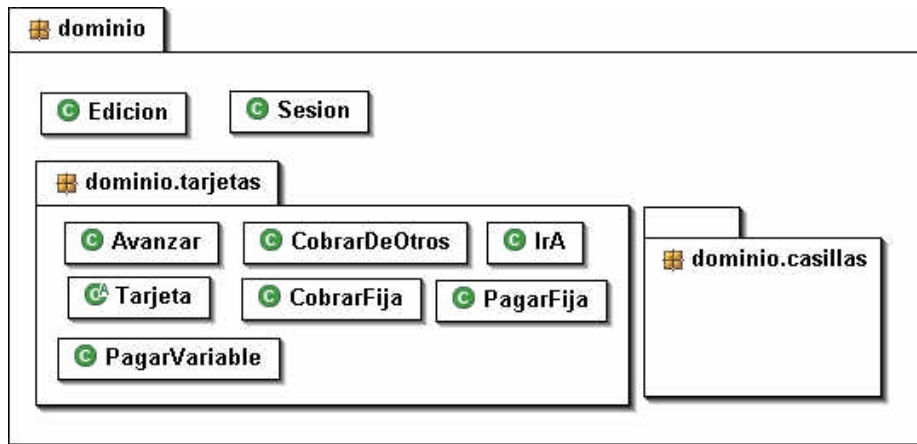 dominio
Edicion
Sesion
dominio.tarjetas
Avanzar
CobrarDeOtros
IrA
dominio.casillas
Tarjeta
CobrarFija
PagarFija
PagarVariable